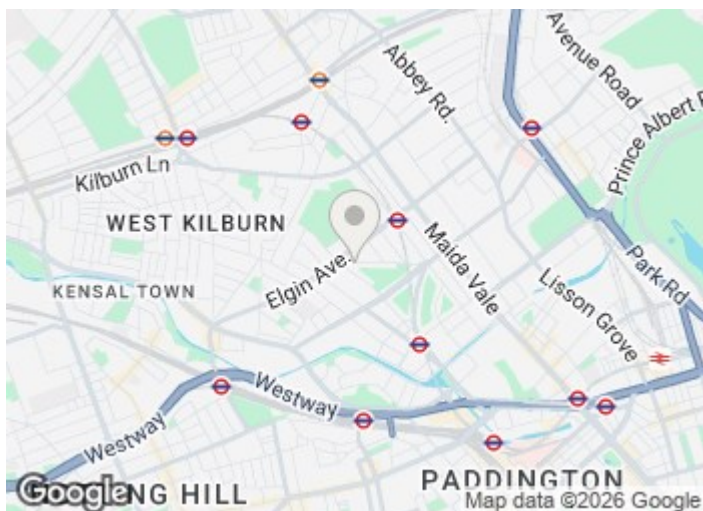 Avenue Road
Abbey Rd.
Prince Albert R
Kilburn Ln
WEST KILBURN
Maida Vale
Park Rd
Elgin Ave.
KENSAL TOWN
Lisson Grove
Westway
Westway
PADDINGTON
Google
NG HILL
Map data ©2026 Google